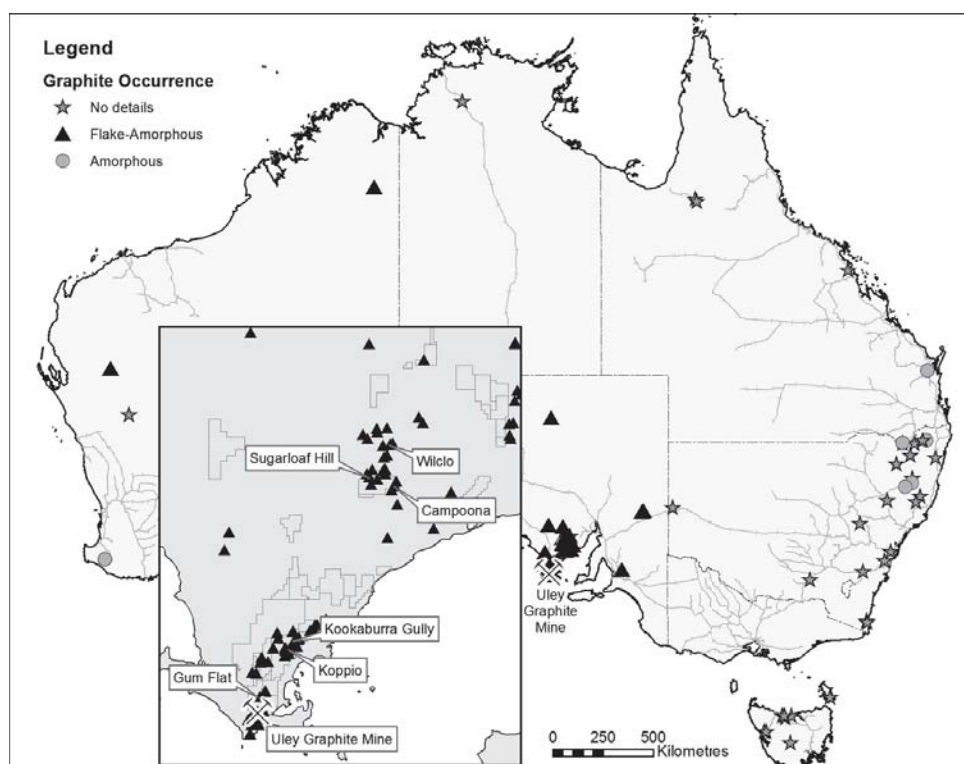 Legend
Graphite Occurrence
No details
Flake-Amorphous
Amorphous
Sugarloaf Hill
Wilclo
Campoona
Kookaburra Gully
Koppio
Gum Flat
Uley Graphite Mine
Uley
Graphite
Mine
0 250 500
Kilometres